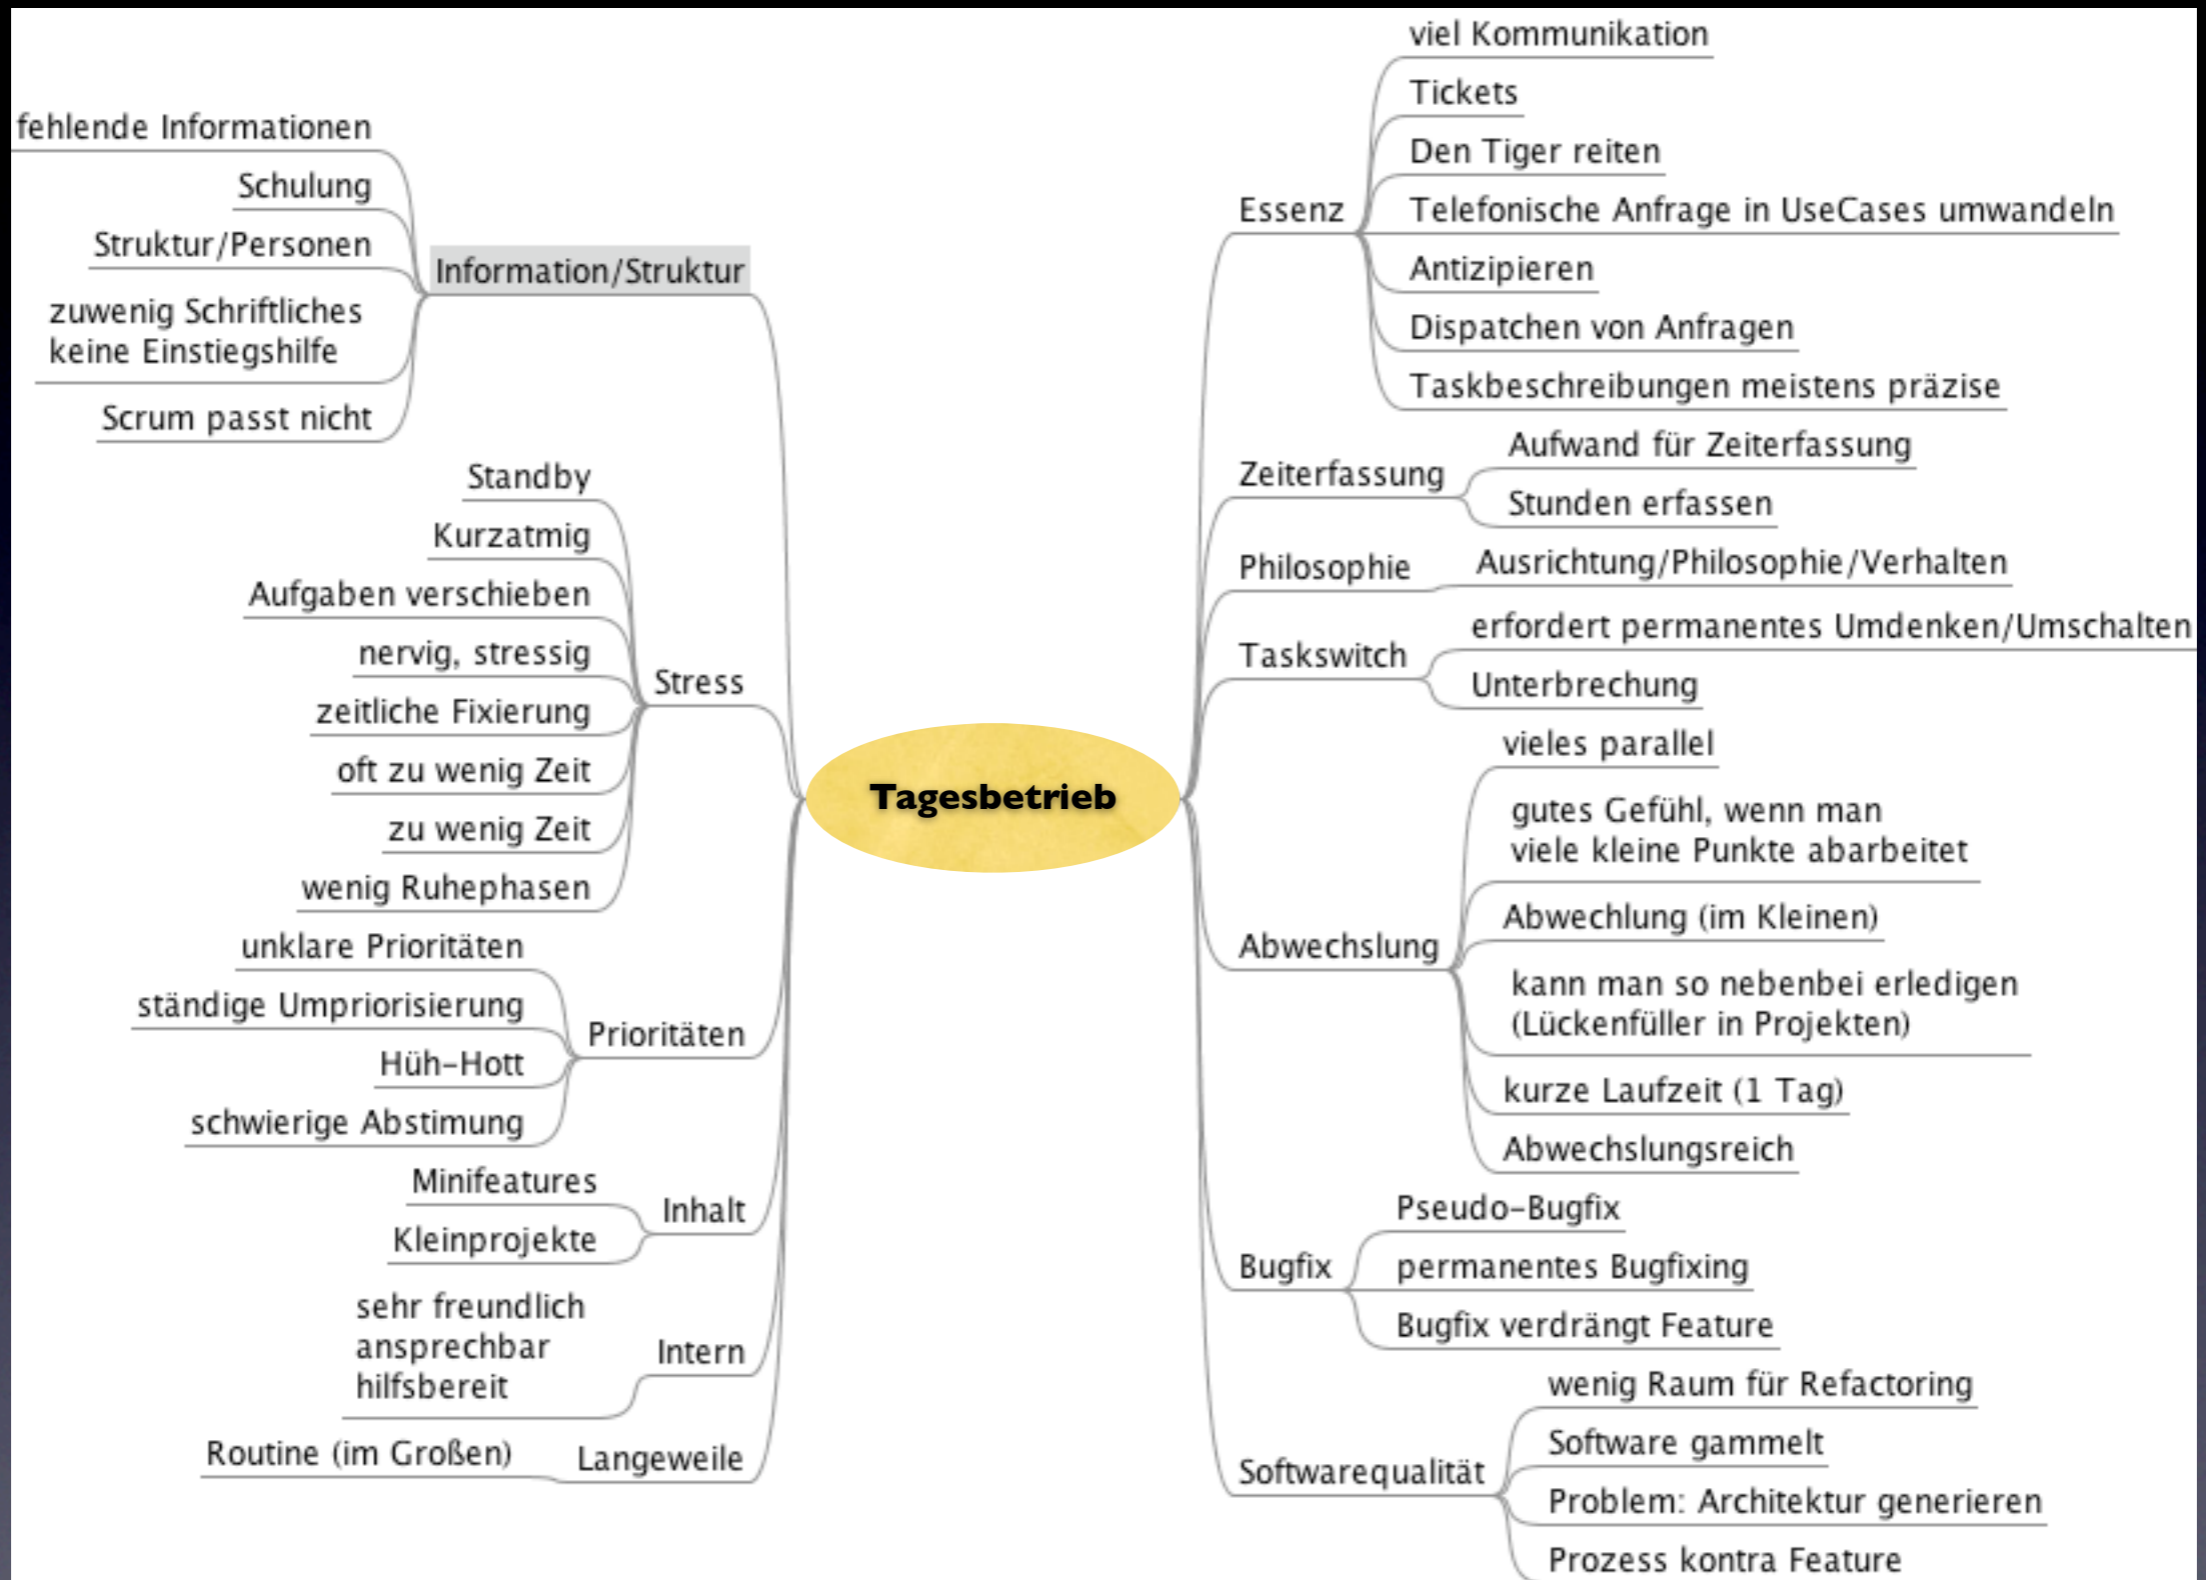 fehlende Informationen
Schulung
Struktur/Personen
zuwenig Schriftliches
keine Einstiegshilfe
Scrum passt nicht
Information/Struktur
Standby
Kurzatmig
Aufgaben verschieben
nervig, stressig
zeitliche Fixierung
oft zu wenig Zeit
zu wenig Zeit
wenig Ruhephasen
Stress
unklare Prioritäten
ständige Umpriorisierung
Hüh-Hott
schwierige Abstimung
Prioritäten
Minifeatures
Kleinprojekte
Inhalt
sehr freundlich
ansprechbar
hilfsbereit
Intern
Routine (im Großen)
Langeweile
Tagesbetrieb
Essenz
viel Kommunikation
Tickets
Den Tiger reiten
Telefonische Anfrage in UseCases umwandeln
Antizipieren
Dispatchen von Anfragen
Taskbeschreibungen meistens präzise
Zeiterfassung
Aufwand für Zeiterfassung
Stunden erfassen
Philosophie
Ausrichtung/Philosophie/Verhalten
Taskswitch
erfordert permanentes Umdenken/Umschalten
Unterbrechung
Abwechslung
vieles parallel
gutes Gefühl, wenn man
viele kleine Punkte abarbeitet
Abwechlung (im Kleinen)
kann man so nebenbei erledigen
(Lückenfüller in Projekten)
kurze Laufzeit (1 Tag)
Abwechslungsreich
Bugfix
Pseudo-Bugfix
permanentes Bugfixing
Bugfix verdrängt Feature
Softwarequalität
wenig Raum für Refactoring
Software gammelt
Problem: Architektur generieren
Prozess kontra Feature